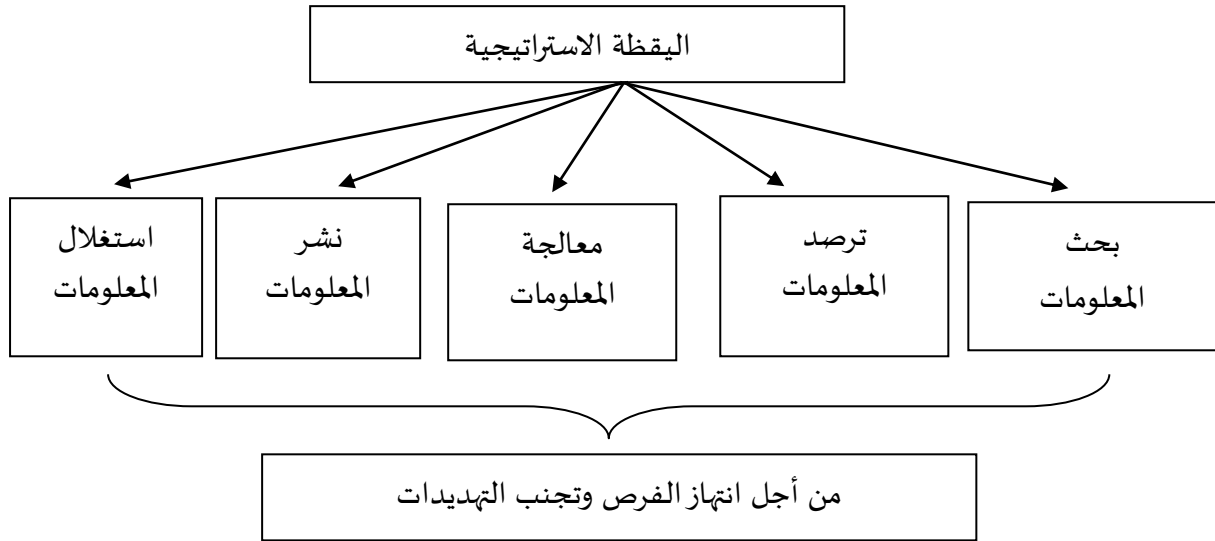 اليقظة الاستراتيجية
بحث
المعلومات
ترصد
المعلومات
معالجة
المعلومات
نشر
المعلومات
استغلال
المعلومات
من أجل انتهاز الفرص وتجنب التهديدات